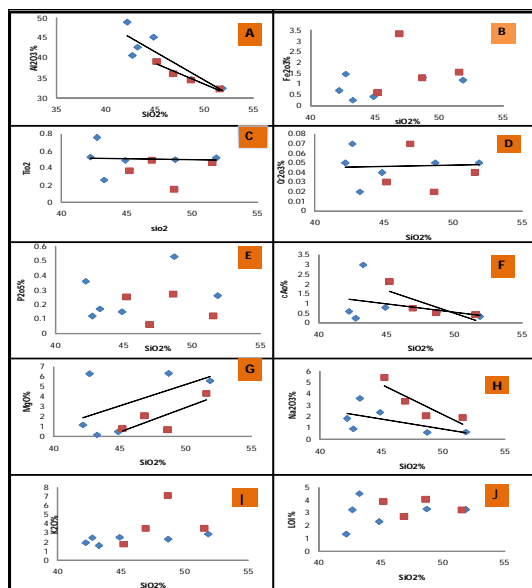 A
Al2O3%
50
45
40
35
30
35 40 45 50 55
SiO2%
B
Fe2o3%
3.5
3
2.5
2
1.5
1
0.5
0
40 45 50 55
siO2%
C
Tio2
0.8
0.6
0.4
0.2
0
40 45 50 55
sio2
D
Cr2o3%
0.08
0.07
0.06
0.05
0.04
0.03
0.02
0.01
0
40 45 50 55
SiO2%
E
P2o5%
0.6
0.4
0.2
0
40 45 50 55
SiO2%
F
cAo%
3.5
3
2.5
2
1.5
1
0.5
0
40 45 50 55
SiO2%
G
MgO%
7
6
5
4
3
2
1
0
40 45 50 55
SiO2%
H
Na2O3%
6
5
4
3
2
1
0
40 45 50 55
SiO2%
I
K2O%
8
7
6
5
4
3
2
1
0
40 45 50 55
SiO2%
J
LOI%
5
4
3
2
1
0
40 45 50 55
SiO2%